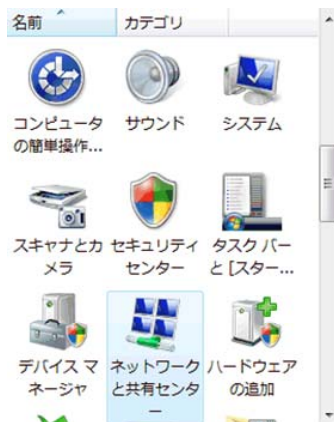 名前 カテゴリ
コンピュータ サウンド システム
の簡単操作...
スキャナとカ セキュリティ タスク バー
メラ センター と [スター...
デバイス マ ネットワーク ハードウェア
ネージャ と共有センタ の追加
ー